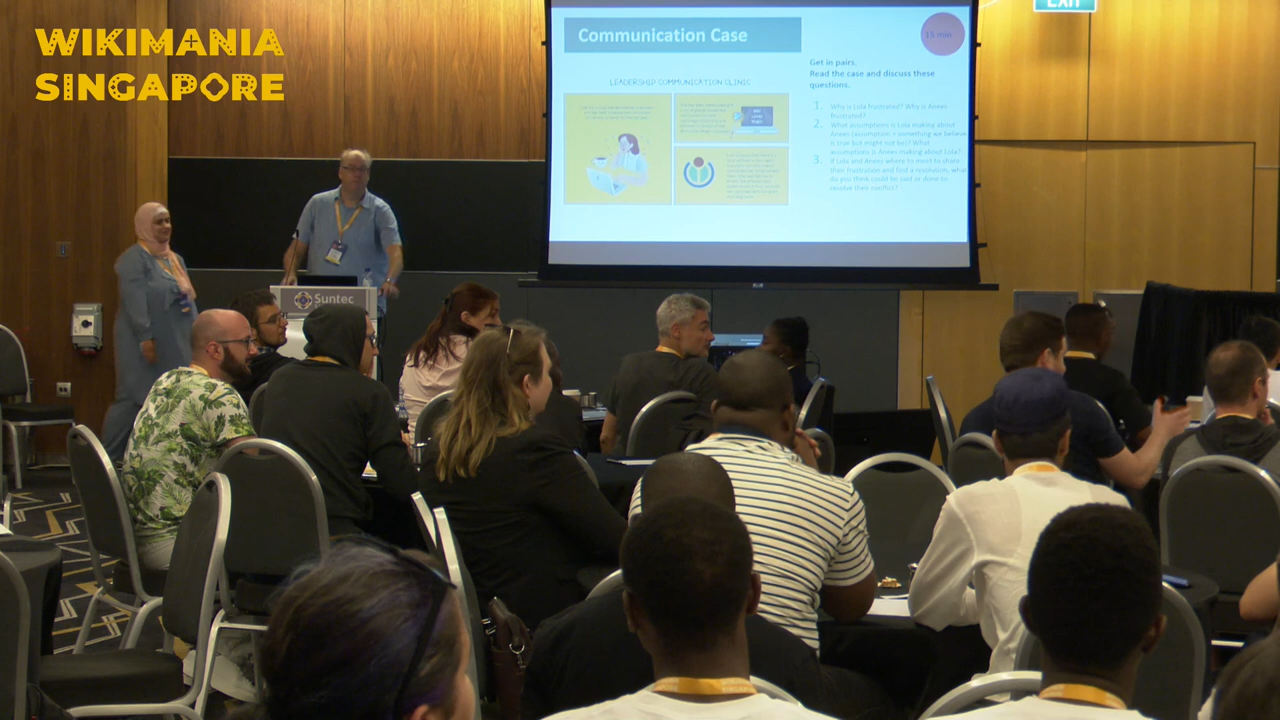 WIKIMANIA
SINGAPORE
EXIT
Communication Case
15 min
LEADERSHIP COMMUNICATION CLINIC
Get in pairs.
Read the case and discuss these
questions.
1. Why is Lola frustrated? Why is Anees
frustrated?
2. What assumptions is Lola making about
Anees (assumption = something we believe
is true but might not be)? What
assumptions is Anees making about Lola?
3. If Lola and Anees where to meet to share
their frustration and find a resolution, what
do you think could be said or done to
resolve their conflict?
Suntec